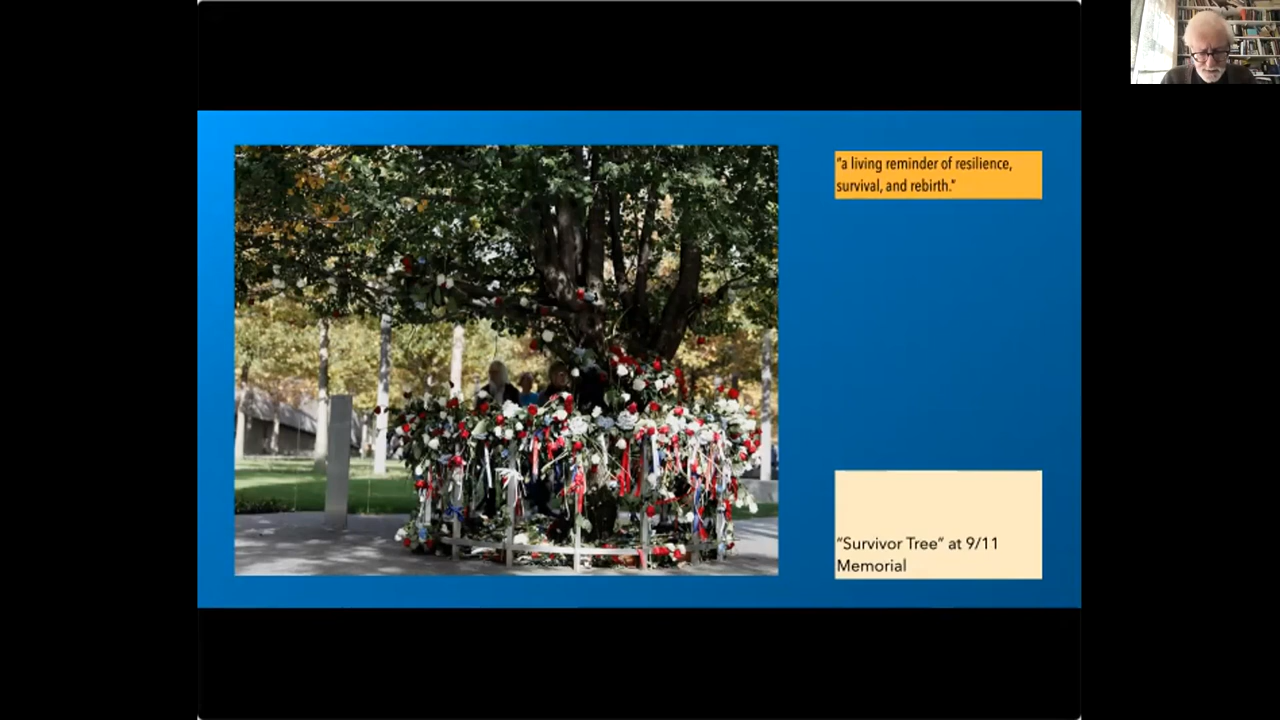 “a living reminder of resilience,
survival, and rebirth.”
“Survivor Tree” at 9/11
Memorial